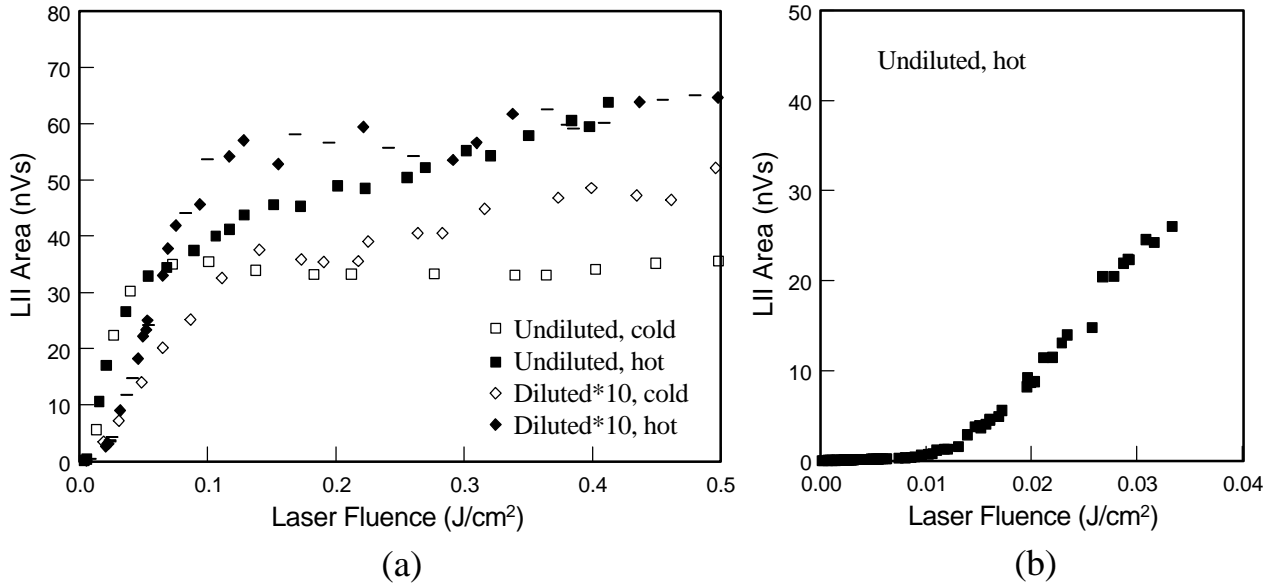 80
70
60
50
40
30
20
10
0
LII Area (nVs)
0.0 0.1 0.2 0.3 0.4 0.5
Laser Fluence (J/cm²)
Undiluted, cold
Undiluted, hot
Diluted*10, cold
Diluted*10, hot
(a)
50
40
30
20
10
0
LII Area (nVs)
Undiluted, hot
0.00 0.01 0.02 0.03 0.04
Laser Fluence (J/cm²)
(b)